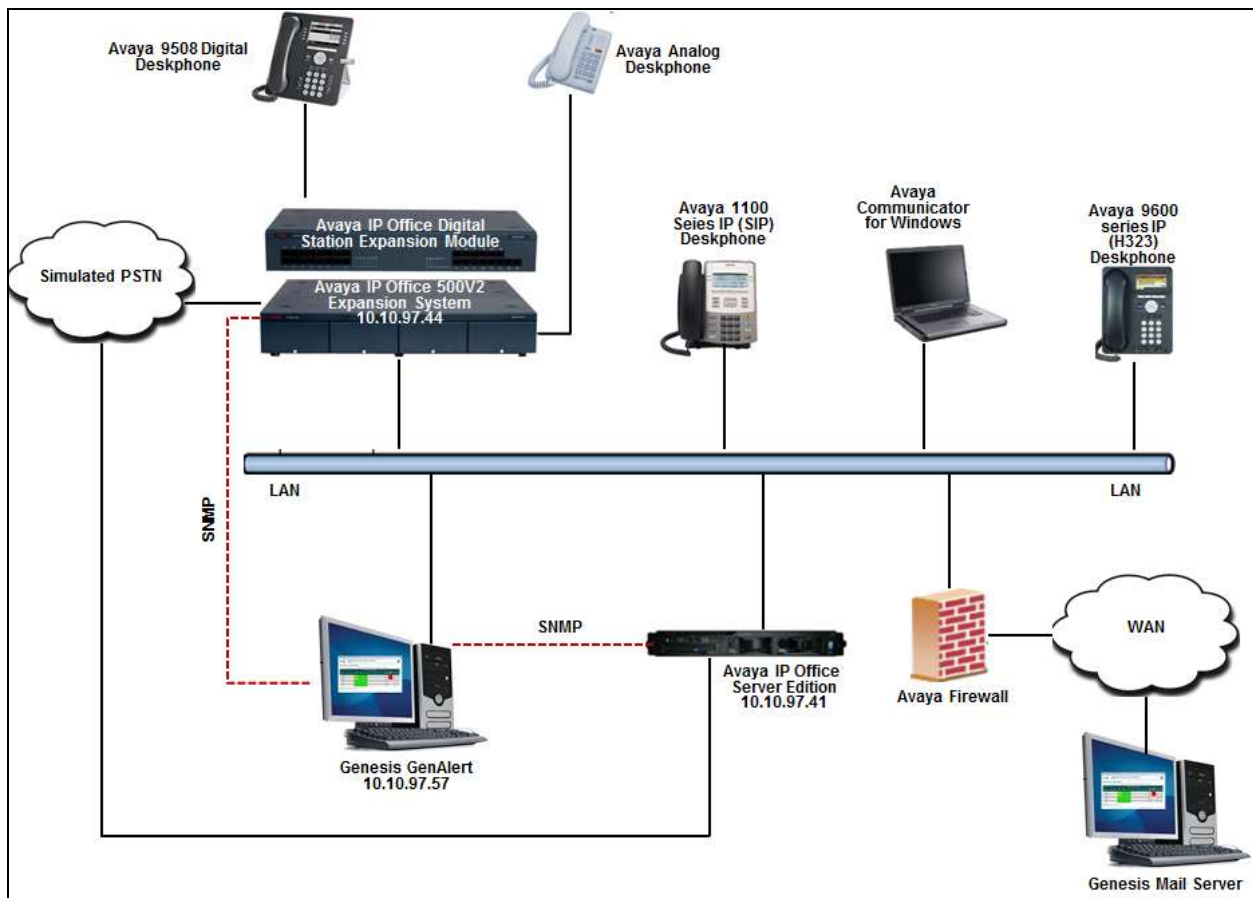 Avaya 9508 Digital
Deskphone
Avaya Analog
Deskphone
Avaya IP Office Digital
Station Expansion Module
Simulated PSTN
Avaya IP Office 500V2
Expansion System
10.10.97.44
Avaya 1100
Seies IP (SIP)
Deskphone
Avaya
Communicator
for Windows
Avaya 9600
series IP
(H323)
Deskphone
LAN
LAN
SNMP
SNMP
WAN
Avaya IP Office
Server Edition
10.10.97.41
Avaya Firewall
Genesis GenAlert
10.10.97.57
Genesis Mail Server